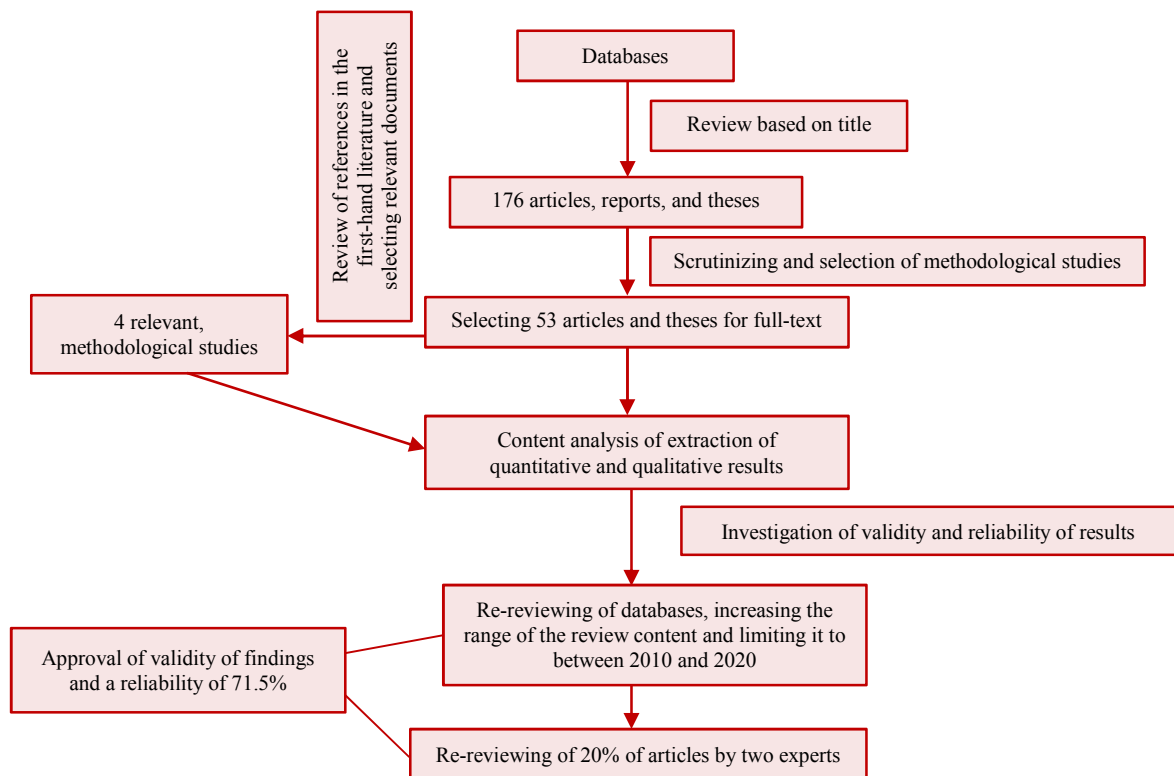 Databases
Review of references in the
first-hand literature and
selecting relevant documents
Review based on title
176 articles, reports, and theses
Scrutinizing and selection of methodological studies
Selecting 53 articles and theses for full-text
4 relevant,
methodological studies
Content analysis of extraction of
quantitative and qualitative results
Investigation of validity and reliability of results
Re-reviewing of databases, increasing the
range of the review content and limiting it to
between 2010 and 2020
Approval of validity of findings
and a reliability of 71.5%
Re-reviewing of 20% of articles by two experts